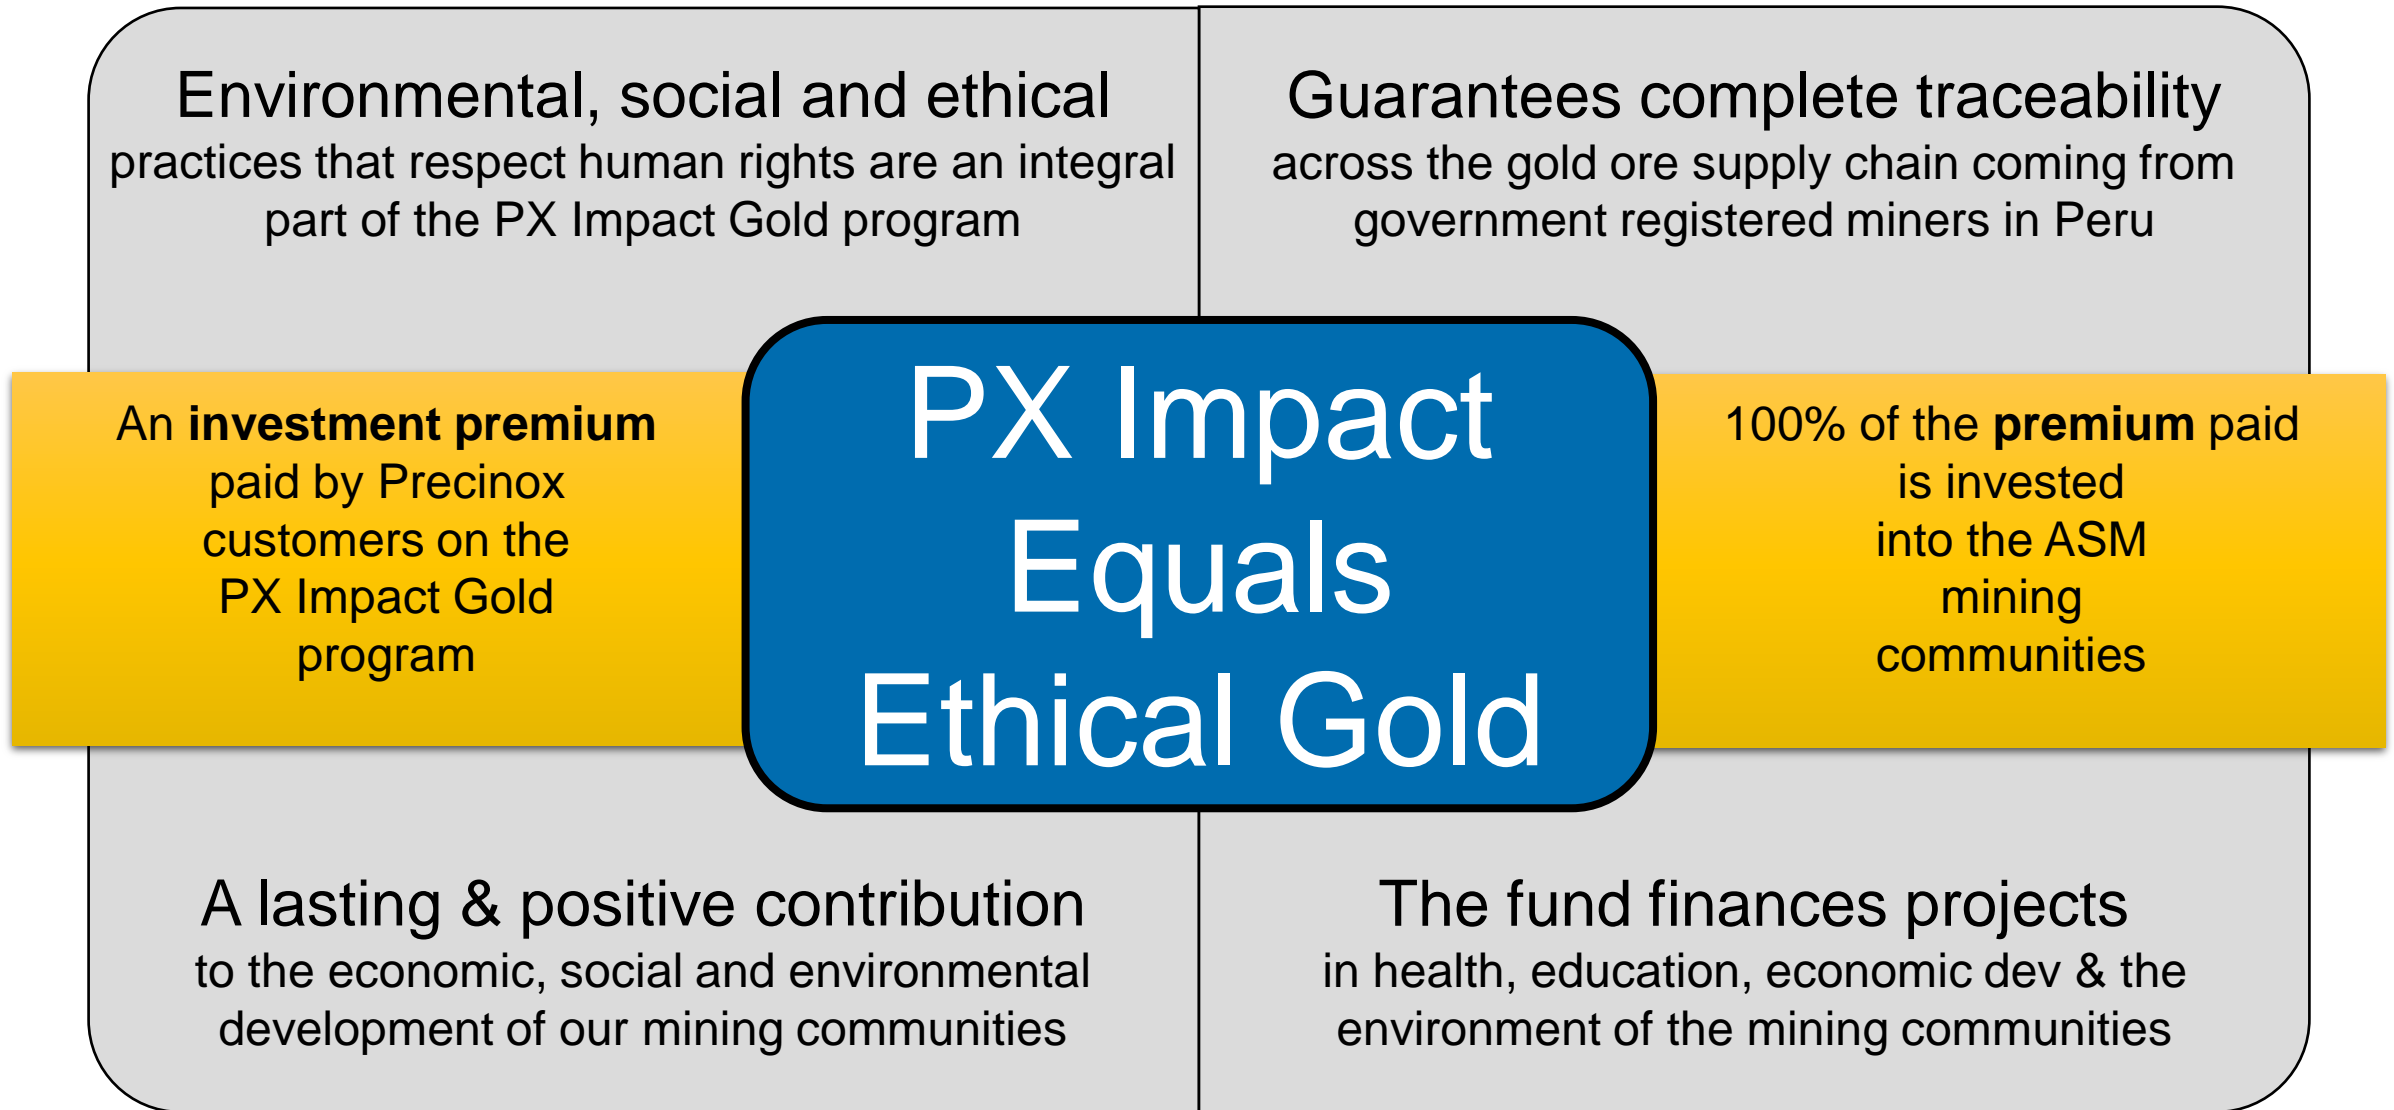 Environmental, social and ethical
practices that respect human rights are an integral
part of the PX Impact Gold program
Guarantees complete traceability
across the gold ore supply chain coming from
government registered miners in Peru
An investment premium
paid by Precinox
customers on the
PX Impact Gold
program
PX Impact
Equals
Ethical Gold
100% of the premium paid
is invested
into the ASM
mining
communities
A lasting & positive contribution
to the economic, social and environmental
development of our mining communities
The fund finances projects
in health, education, economic dev & the
environment of the mining communities